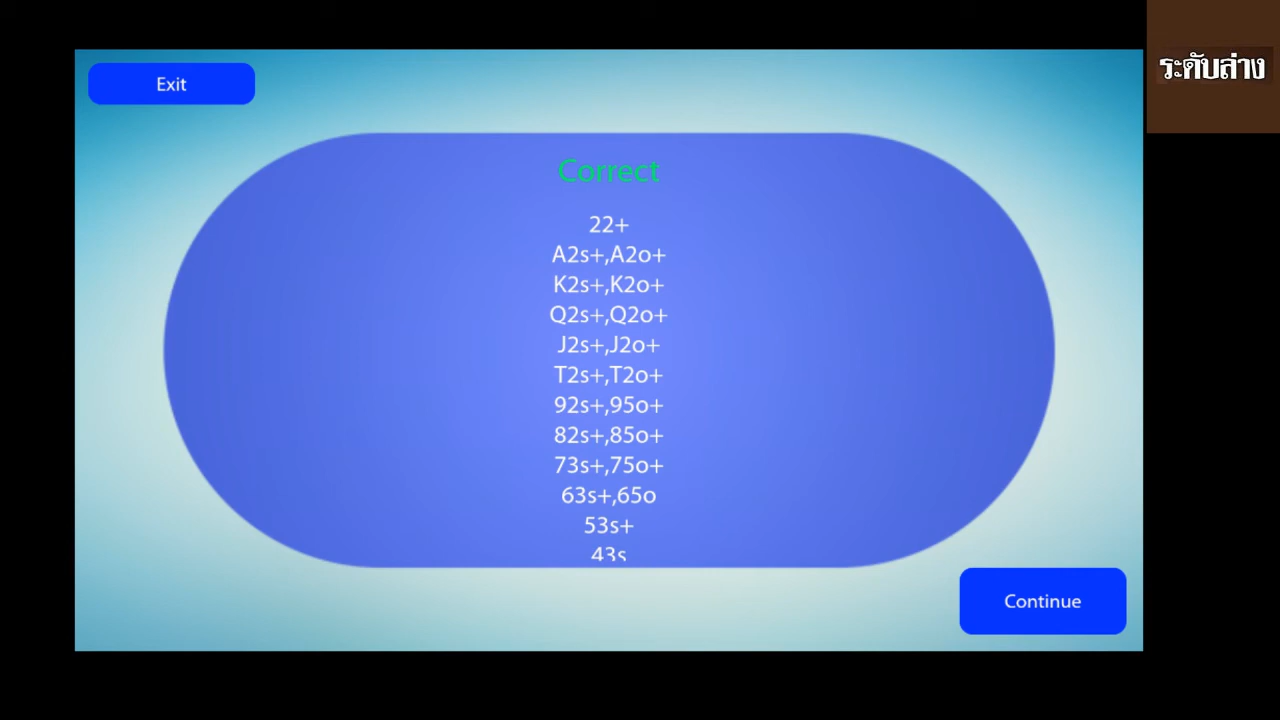 Exit
ระดับล่าง
Correct
22+
A2s+,A2o+
K2s+,K2o+
Q2s+,Q2o+
J2s+,J2o+
T2s+,T2o+
92s+,95o+
82s+,85o+
73s+,75o+
63s+,65o
53s+
43s
Continue